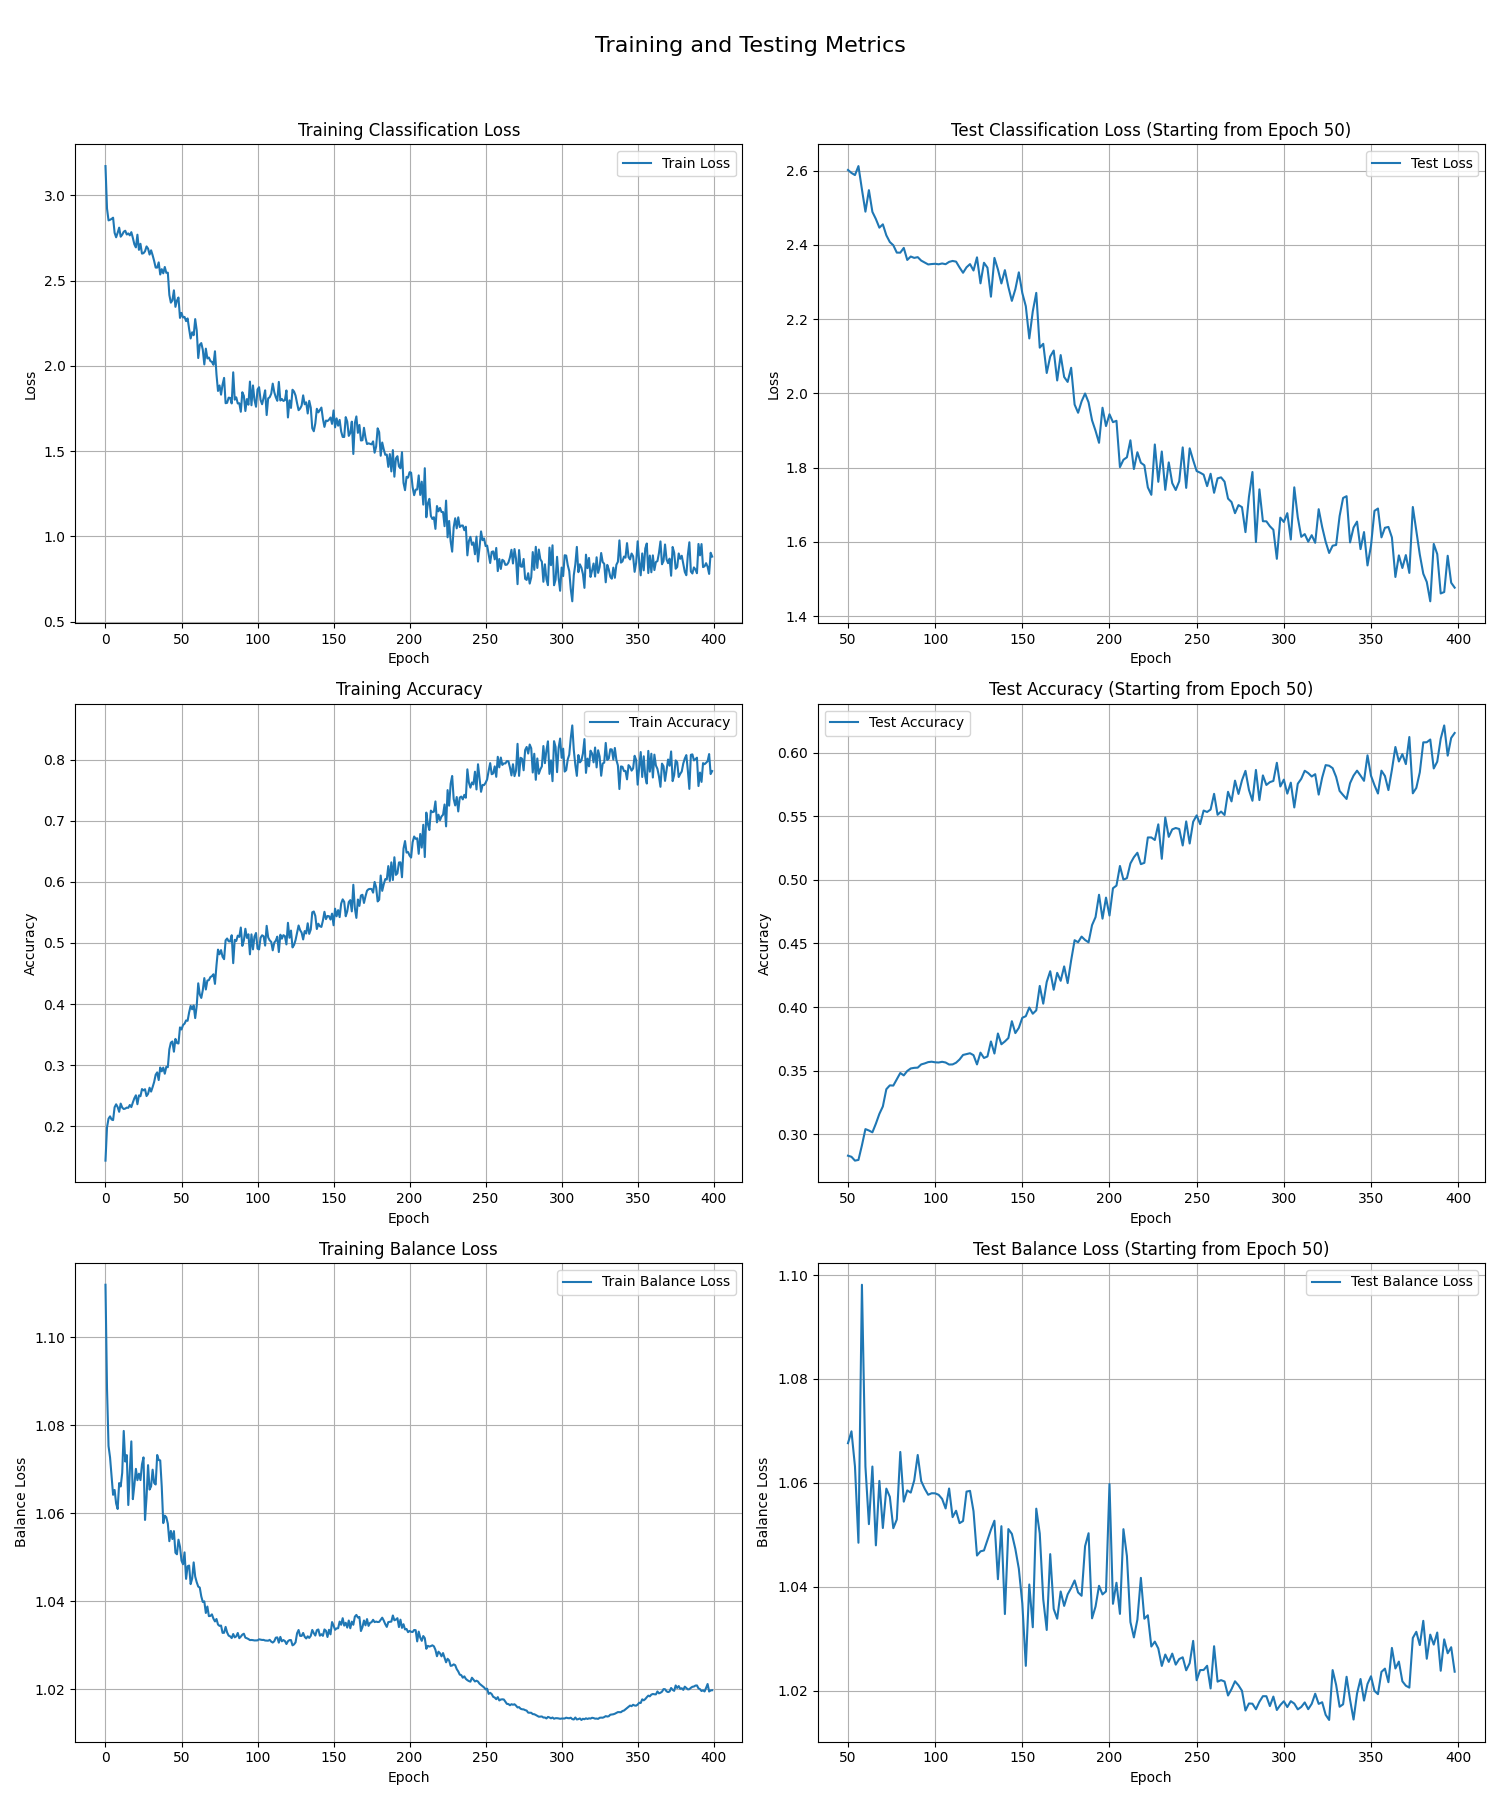 Training and Testing Metrics
Training Classification Loss
Train Loss
3.0
2.5
2.0
1.5
1.0
0.5
Loss
0 50 100 150 200 250 300 350 400
Epoch
Test Classification Loss (Starting from Epoch 50)
Test Loss
2.6
2.4
2.2
2.0
1.8
1.6
1.4
Loss
50 100 150 200 250 300 350 400
Epoch
Training Accuracy
Train Accuracy
0.8
0.7
0.6
0.5
0.4
0.3
0.2
Accuracy
0 50 100 150 200 250 300 350 400
Epoch
Test Accuracy (Starting from Epoch 50)
Test Accuracy
0.60
0.55
0.50
0.45
0.40
0.35
0.30
Accuracy
50 100 150 200 250 300 350 400
Epoch
Training Balance Loss
Train Balance Loss
1.10
1.08
1.06
1.04
1.02
Balance Loss
0 50 100 150 200 250 300 350 400
Epoch
Test Balance Loss (Starting from Epoch 50)
Test Balance Loss
1.10
1.08
1.06
1.04
1.02
Balance Loss
50 100 150 200 250 300 350 400
Epoch